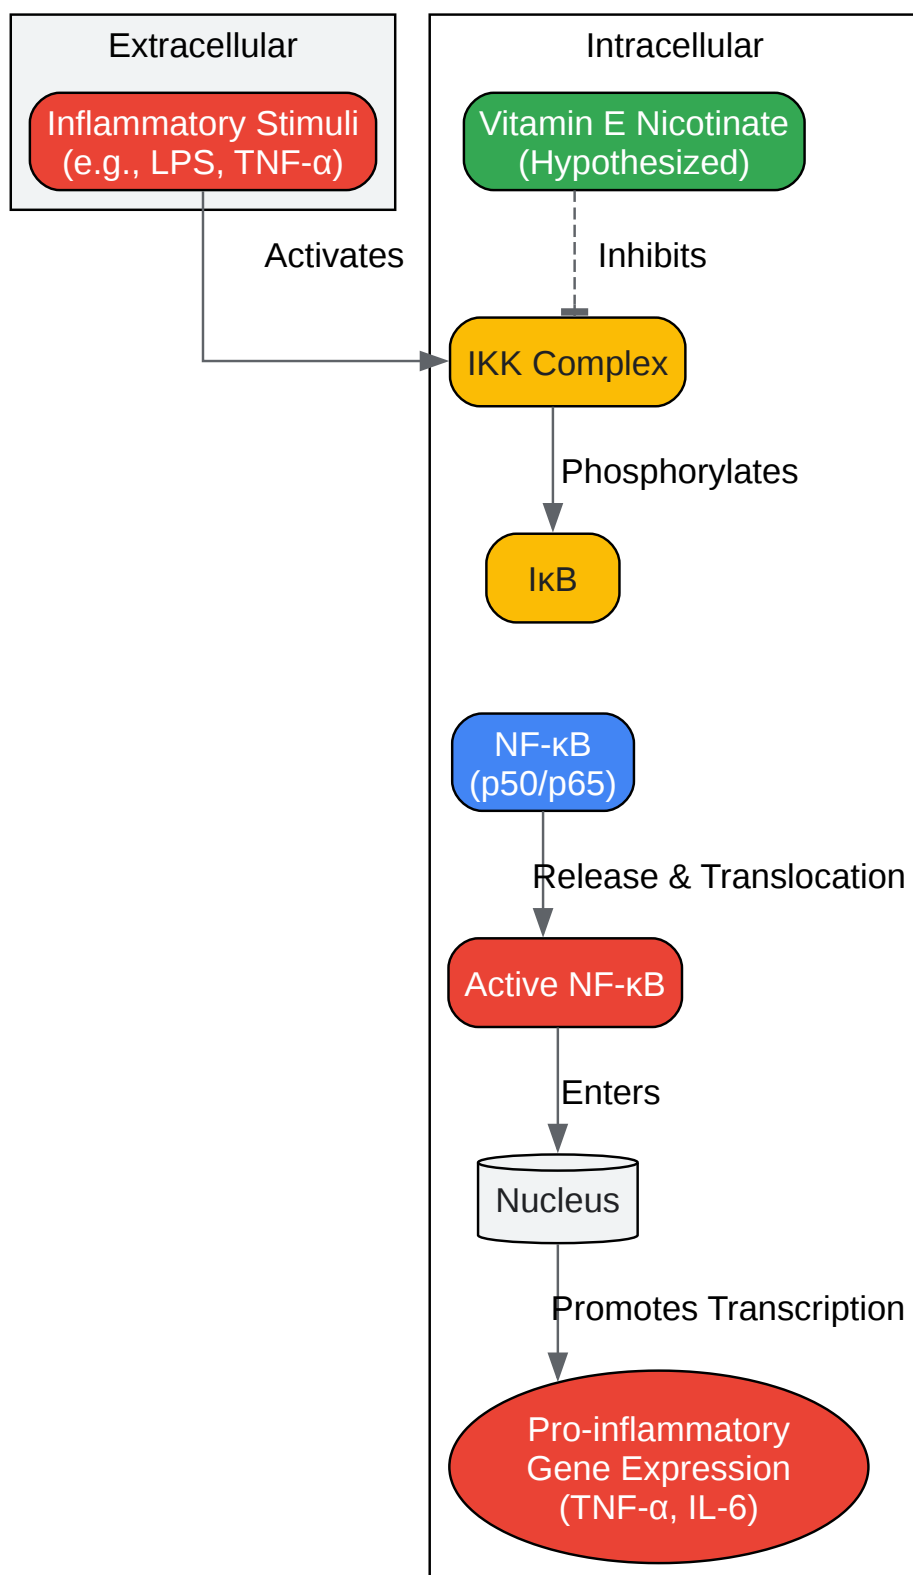 Extracellular
Intracellular
Inflammatory Stimuli
(e.g., LPS, TNF-α)
Vitamin E Nicotinate
(Hypothesized)
Activates
Inhibits
IKK Complex
Phosphorylates
IκB
NF-κB
(p50/p65)
Release & Translocation
Active NF-κB
Enters
Nucleus
Promotes Transcription
Pro-inflammatory
Gene Expression
(TNF-α, IL-6)